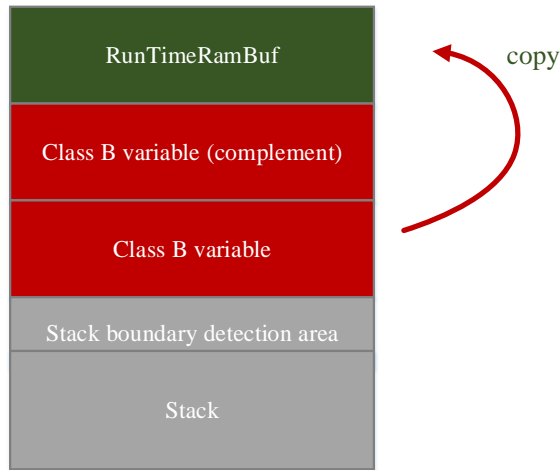 RunTimeRamBuf
copy
Class B variable (complement)
Class B variable
Stack boundary detection area
Stack